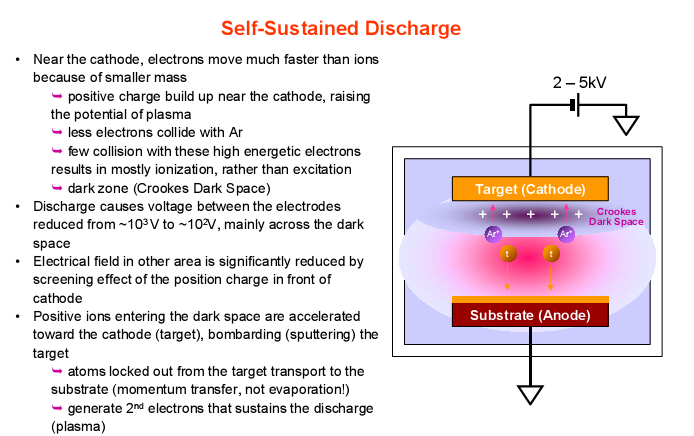 Self-Sustained Discharge
• Near the cathode, electrons move much faster than ions
because of smaller mass
➥ positive charge build up near the cathode, raising
the potential of plasma
➥ less electrons collide with Ar
➥ few collision with these high energetic electrons
results in mostly ionization, rather than excitation
➥ dark zone (Crookes Dark Space)
• Discharge causes voltage between the electrodes
reduced from ~10³ V to ~10²V, mainly across the dark
space
• Electrical field in other area is significantly reduced by
screening effect of the position charge in front of
cathode
• Positive ions entering the dark space are accelerated
toward the cathode (target), bombarding (sputtering) the
target
➥ atoms locked out from the target transport to the
substrate (momentum transfer, not evaporation!)
➥ generate 2ⁿᵈ electrons that sustains the discharge
(plasma)
2 – 5kV
Target (Cathode)
+ + + + +
Crookes
Dark Space
Ar⁺ Ar⁺
t t
Substrate (Anode)